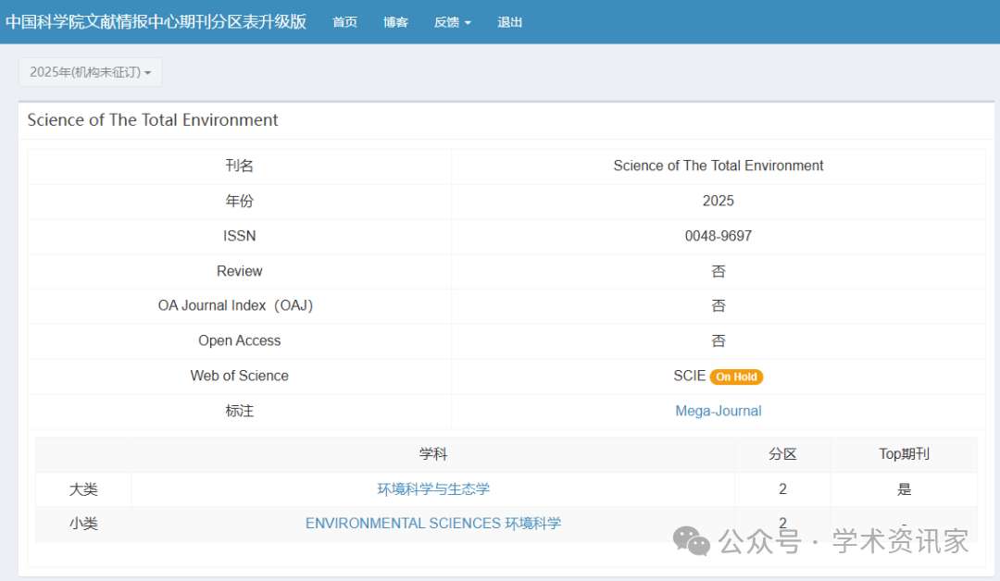 中国科学院文献情报中心期刊分区表升级版 首页 博客 反馈 退出
2025年(机构未征订)
Science of The Total Environment
刊名 Science of The Total Environment
年份 2025
ISSN 0048-9697
Review 否
OA Journal Index（OAJ） 否
Open Access 否
Web of Science SCIE On Hold
标注 Mega-Journal
学科 分区 Top期刊
大类 环境科学与生态学 2 是
小类 ENVIRONMENTAL SCIENCES 环境科学 2 -
公众号 · 学术资讯家